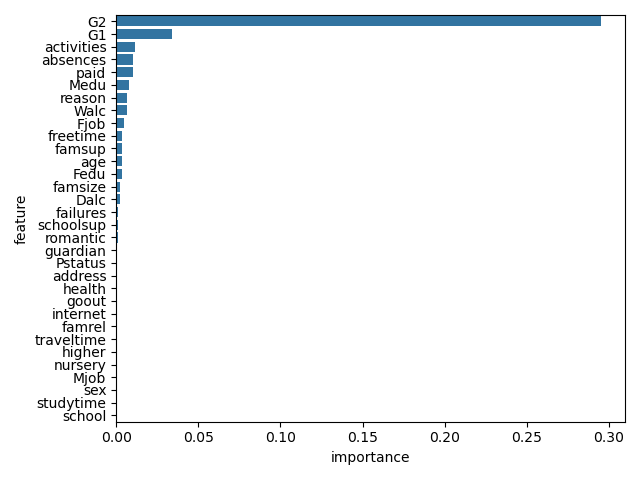 G2
G1
activities
absences
paid
Medu
reason
Walc
Fjob
freetime
famsup
age
Fedu
famsize
Dalc
failures
schoolsup
romantic
guardian
Pstatus
address
health
goout
internet
famrel
traveltime
higher
nursery
Mjob
sex
studytime
school
feature
0.00 0.05 0.10 0.15 0.20 0.25 0.30
importance